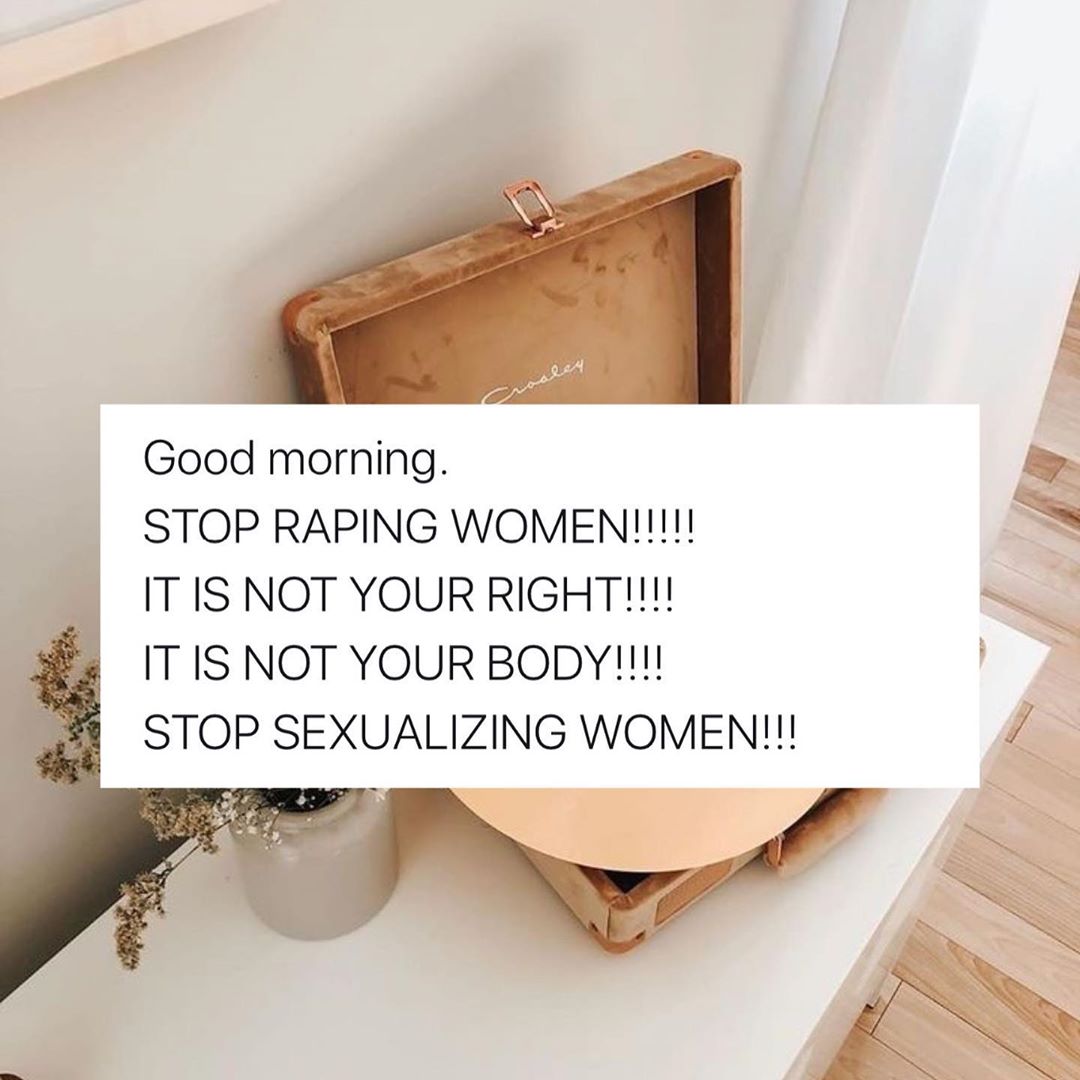 Crosley
Good morning.
STOP RAPING WOMEN!!!!!
IT IS NOT YOUR RIGHT!!!!
IT IS NOT YOUR BODY!!!!
STOP SEXUALIZING WOMEN!!!